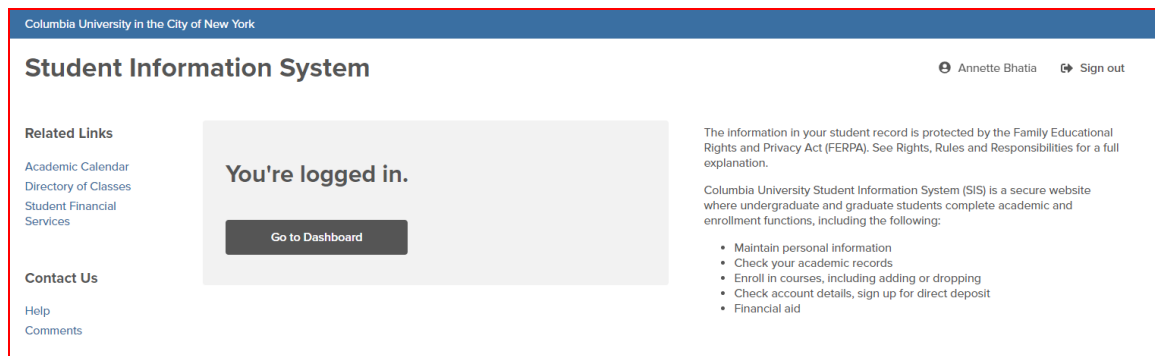 Columbia University in the City of New York
Student Information System
Annette Bhatia
Sign out
Related Links
Academic Calendar
Directory of Classes
Student Financial
Services
Contact Us
Help
Comments
You're logged in.
Go to Dashboard
The information in your student record is protected by the Family Educational
Rights and Privacy Act (FERPA). See Rights, Rules and Responsibilities for a full
explanation.
Columbia University Student Information System (SIS) is a secure website
where undergraduate and graduate students complete academic and
enrollment functions, including the following:
• Maintain personal information
• Check your academic records
• Enroll in courses, including adding or dropping
• Check account details, sign up for direct deposit
• Financial aid